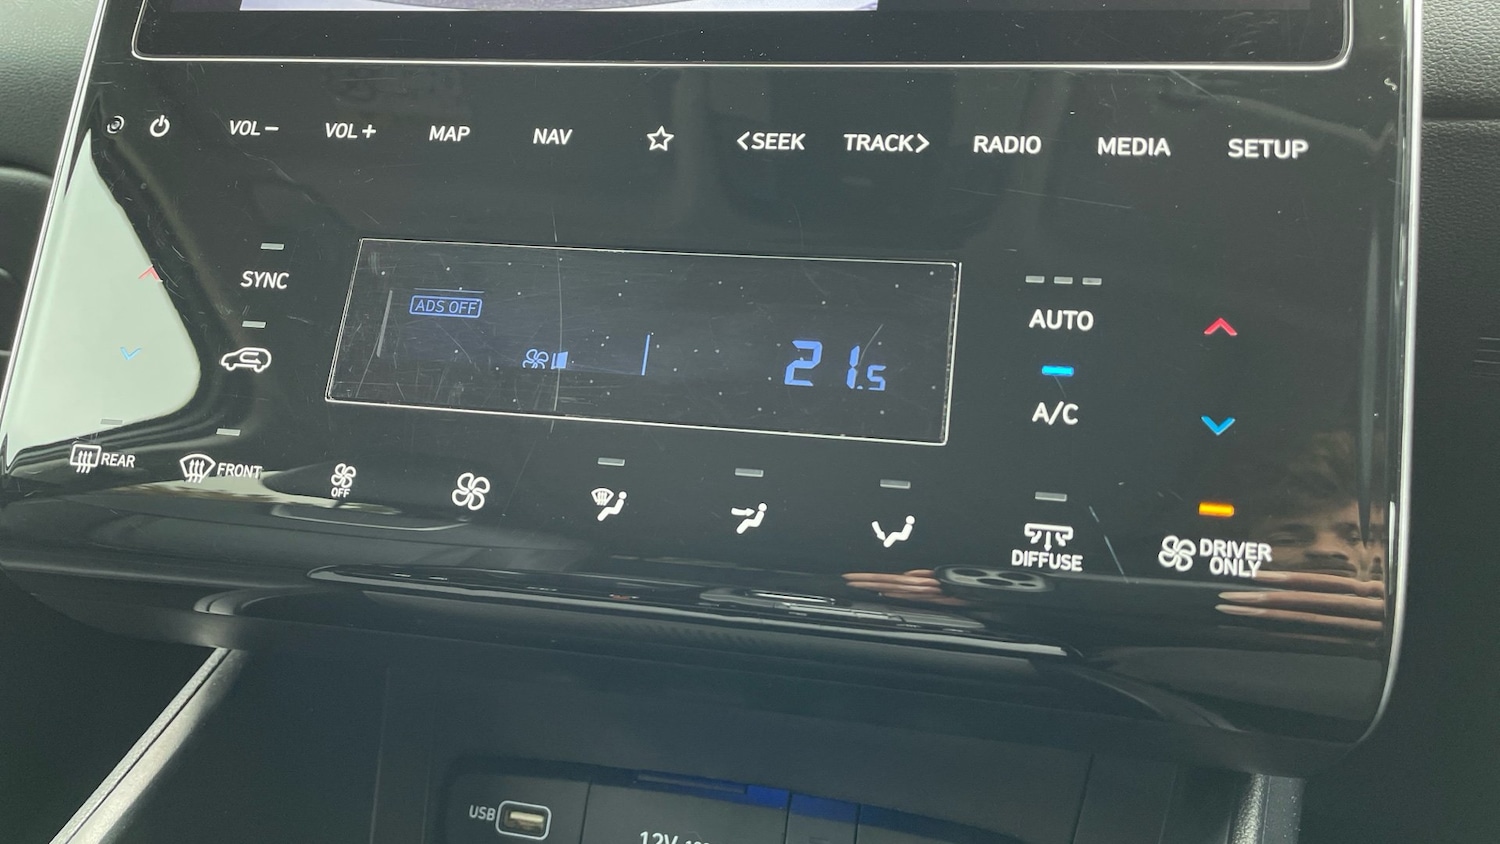 VOL− VOL+ MAP NAV <SEEK TRACK> RADIO MEDIA SETUP
SYNC
ADS OFF
21.5
AUTO
A/C
REAR
FRONT
OFF
DIFFUSE
DRIVER
ONLY
USB
12V